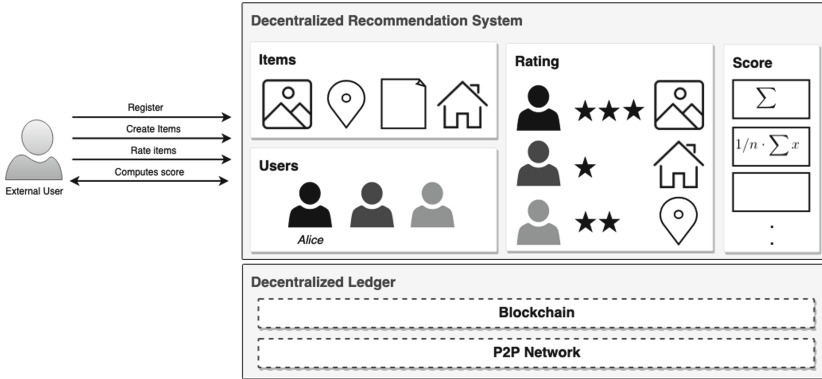 Decentralized Recommendation System
Register
Create Items
Rate items
Computes score
External User
Items
Users
Alice
Rating
Score
∑
1/n · ∑ x
.
.
Decentralized Ledger
Blockchain
P2P Network